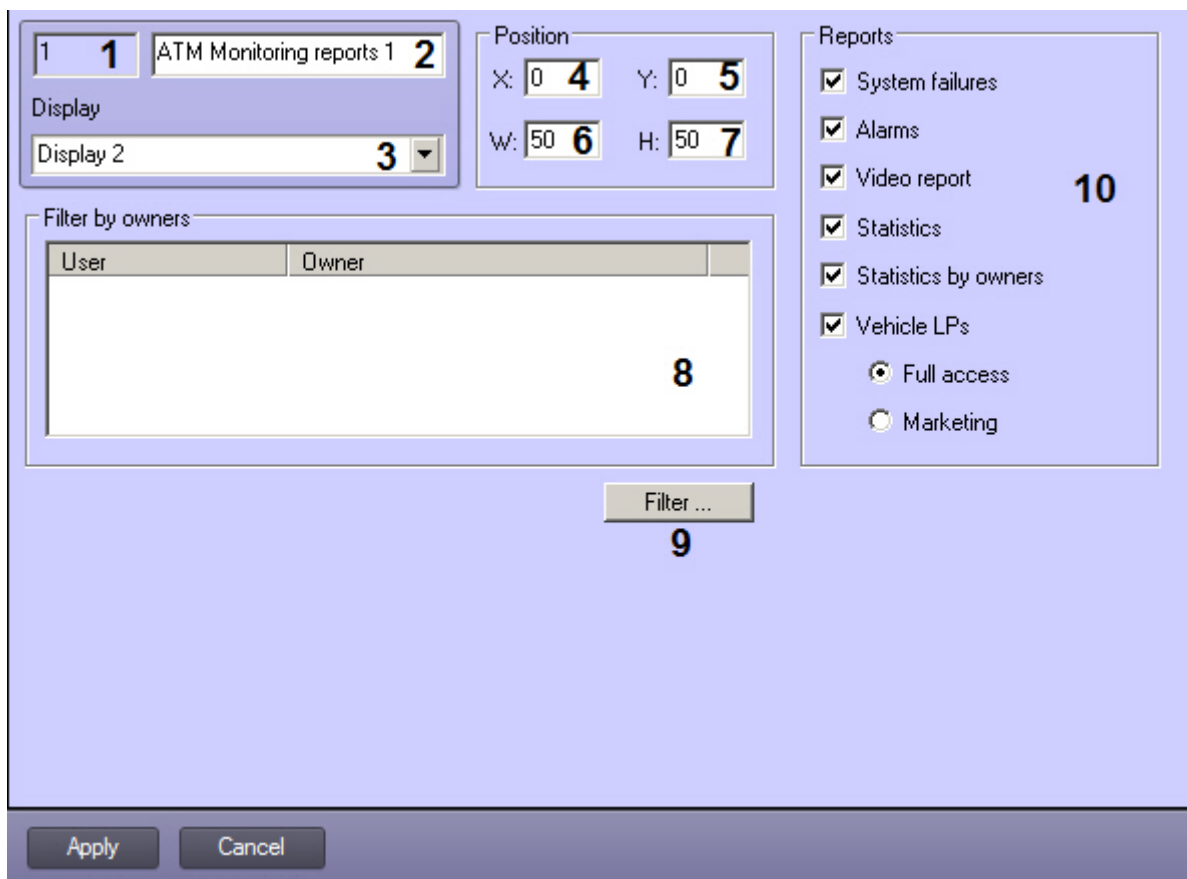 1 1
ATM Monitoring reports 1 2
Display
Display 2 3
Position
X: 0 4 Y: 0 5
W: 50 6 H: 50 7
Reports
System failures
Alarms
Video report
10
Statistics
Statistics by owners
Vehicle LPs
Full access
Marketing
Filter by owners
User Owner
8
Filter ...
9
Apply Cancel